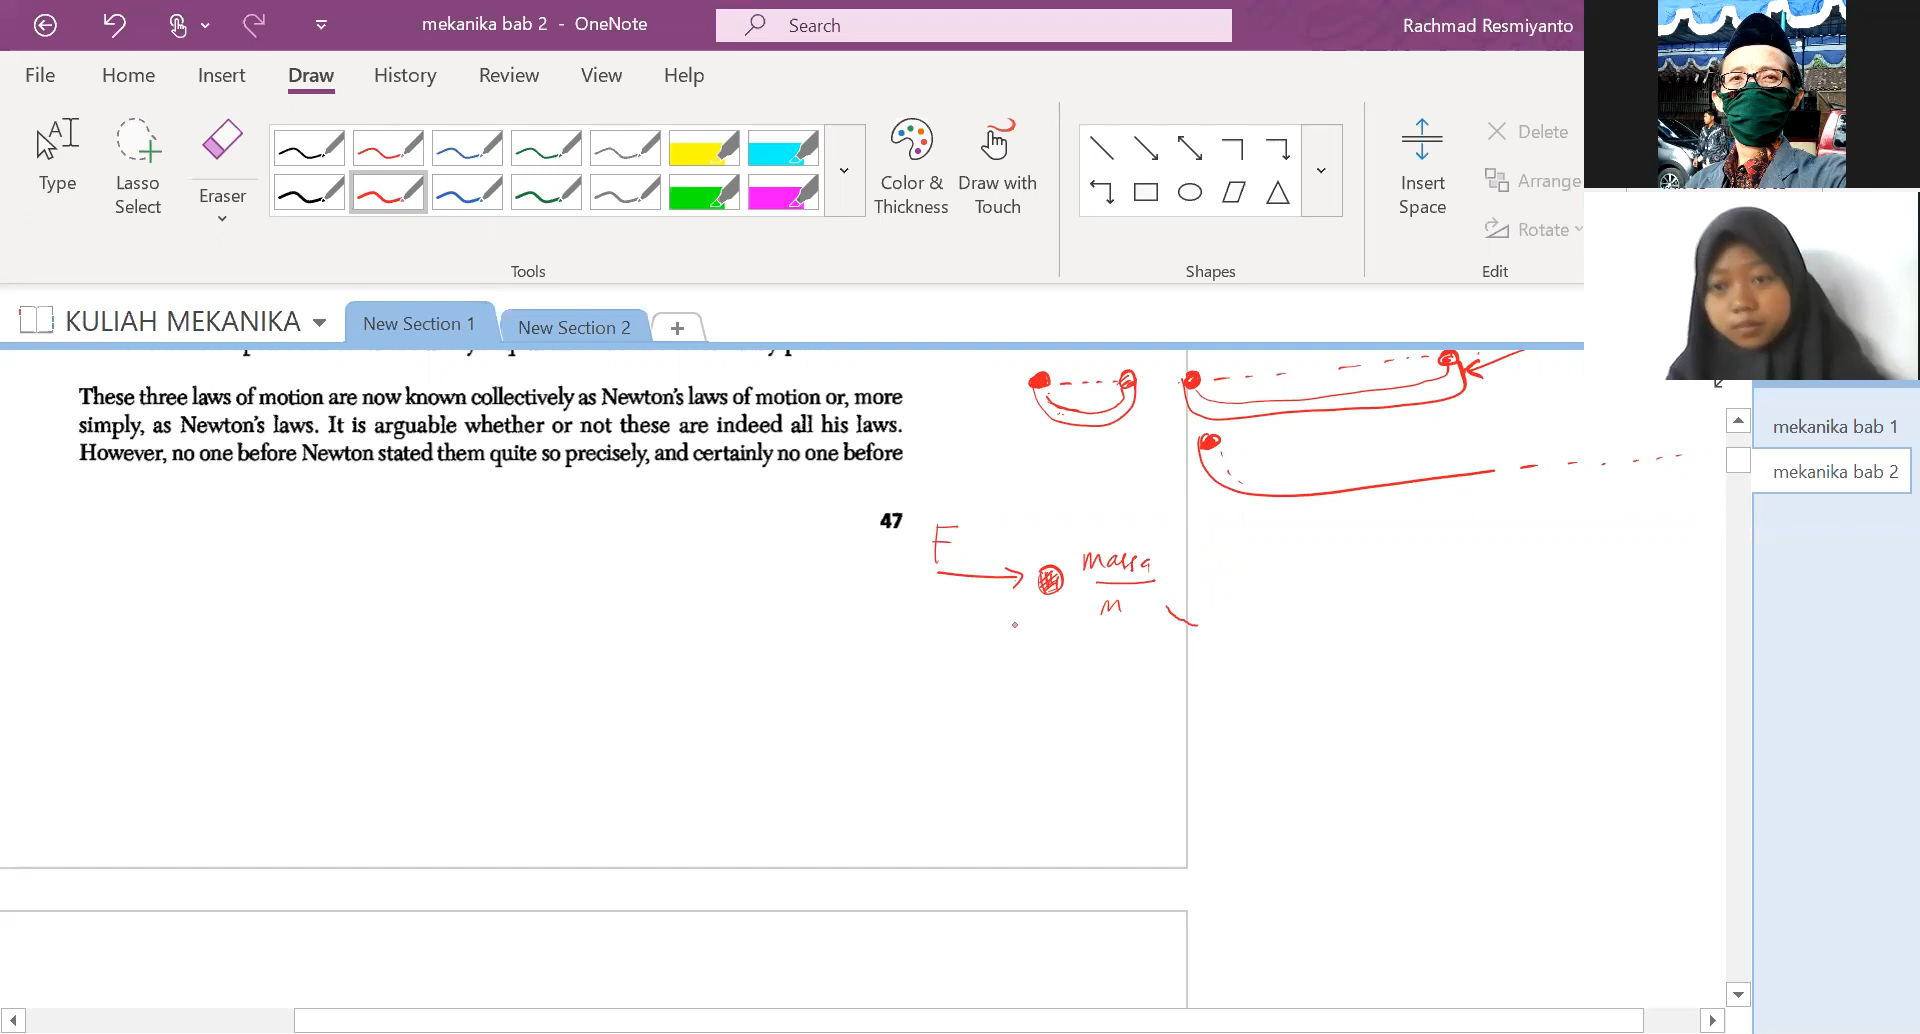 mekanika bab 2 - OneNote
Search
Rachmad Resmiyanto
File Home Insert Draw History Review View Help
Type
Lasso Select
Eraser
Color & Thickness
Draw with Touch
Insert Space
Delete
Arrange
Rotate
Tools
Shapes
Edit
KULIAH MEKANIKA
New Section 1
New Section 2
+
These three laws of motion are now known collectively as Newton's laws of motion or, more
simply, as Newton's laws. It is arguable whether or not these are indeed all his laws.
However, no one before Newton stated them quite so precisely, and certainly no one before
47
F
massa
m
mekanika bab 1
mekanika bab 2